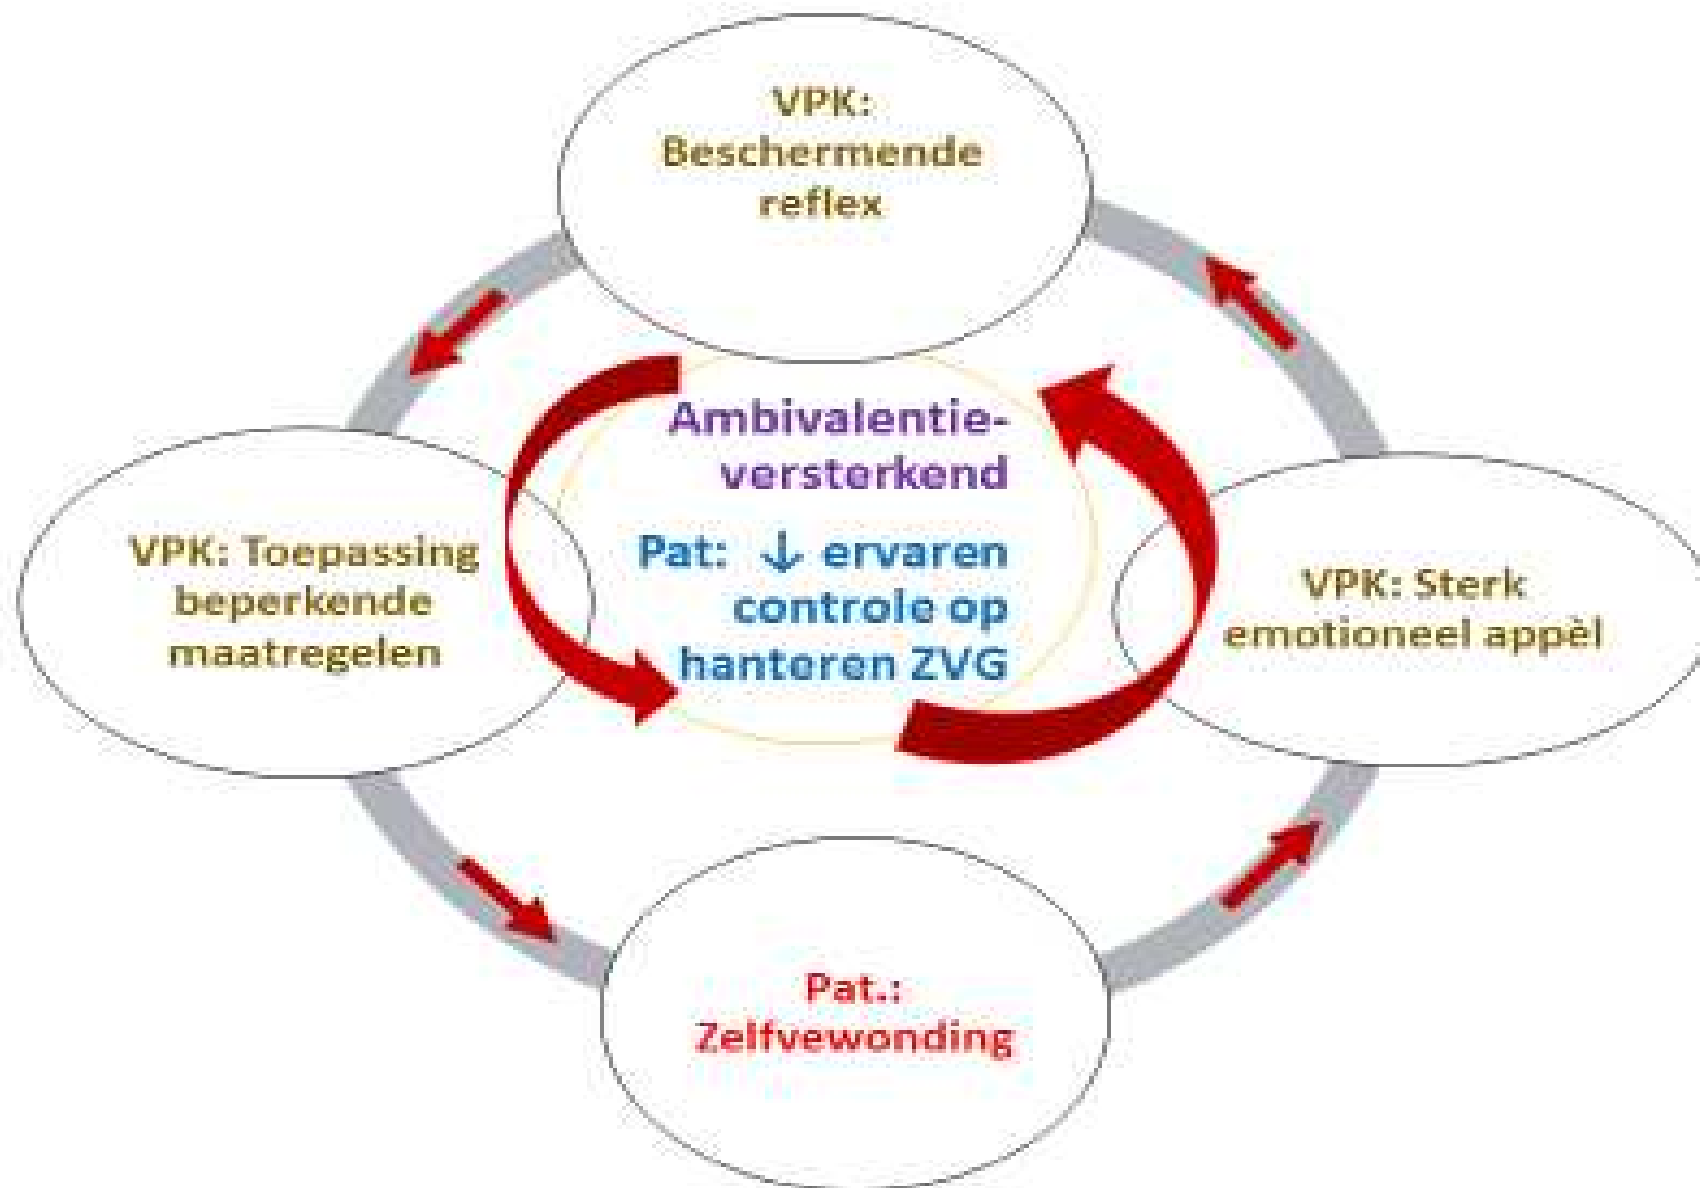 VPK:
Beschermende
reflex
Ambivalentie-
versterkend
Pat: ↓ ervaren
controle op
hanteren ZVG
VPK: Toepassing
beperkende
maatregelen
VPK: Sterk
emotioneel appèl
Pat.:
Zelfvewonding